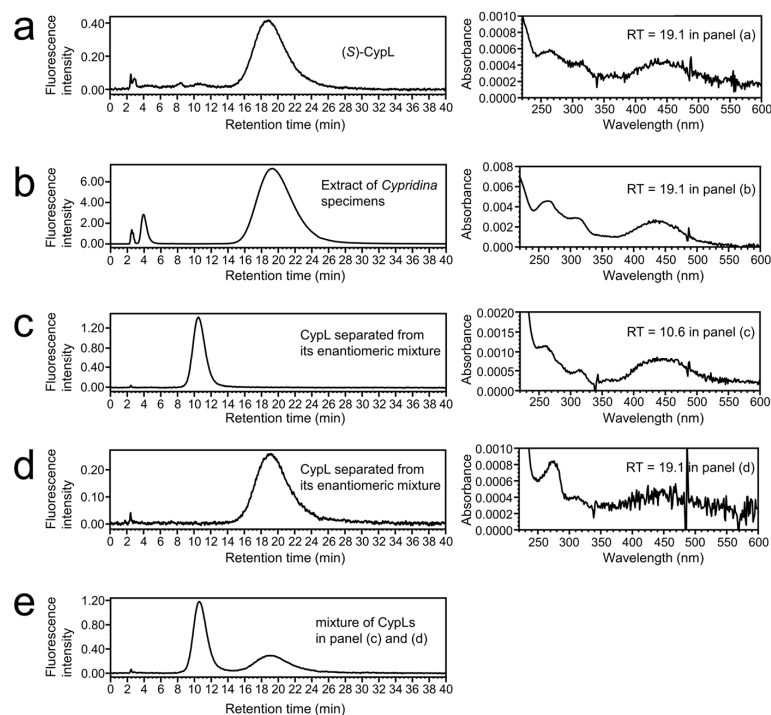 a
Fluorescence
intensity
0.40
0.20
0.00
(S)-CypL
0 2 4 6 8 10 12 14 16 18 20 22 24 26 28 30 32 34 36 38 40
Retention time (min)
Absorbance
0.0010
0.0008
0.0006
0.0004
0.0002
0.0000
RT = 19.1 in panel (a)
250 300 350 400 450 500 550 600
Wavelength (nm)
b
Fluorescence
intensity
6.00
4.00
2.00
0.00
Extract of Cypridina
specimens
0 2 4 6 8 10 12 14 16 18 20 22 24 26 28 30 32 34 36 38 40
Retention time (min)
Absorbance
0.008
0.006
0.004
0.002
0.000
RT = 19.1 in panel (b)
250 300 350 400 450 500 550 600
Wavelength (nm)
c
Fluorescence
intensity
1.20
0.80
0.40
0.00
CypL separated from
its enantiomeric mixture
0 2 4 6 8 10 12 14 16 18 20 22 24 26 28 30 32 34 36 38 40
Retention time (min)
Absorbance
0.0020
0.0015
0.0010
0.0005
0.0000
RT = 10.6 in panel (c)
250 300 350 400 450 500 550 600
Wavelength (nm)
d
Fluorescence
intensity
0.20
0.10
0.00
CypL separated from
its enantiomeric mixture
0 2 4 6 8 10 12 14 16 18 20 22 24 26 28 30 32 34 36 38 40
Retention time (min)
Absorbance
0.0010
0.0008
0.0006
0.0004
0.0002
0.0000
RT = 19.1 in panel (d)
250 300 350 400 450 500 550 600
Wavelength (nm)
e
Fluorescence
intensity
1.20
0.80
0.40
0.00
mixture of CypLs
in panel (c) and (d)
0 2 4 6 8 10 12 14 16 18 20 22 24 26 28 30 32 34 36 38 40
Retention time (min)